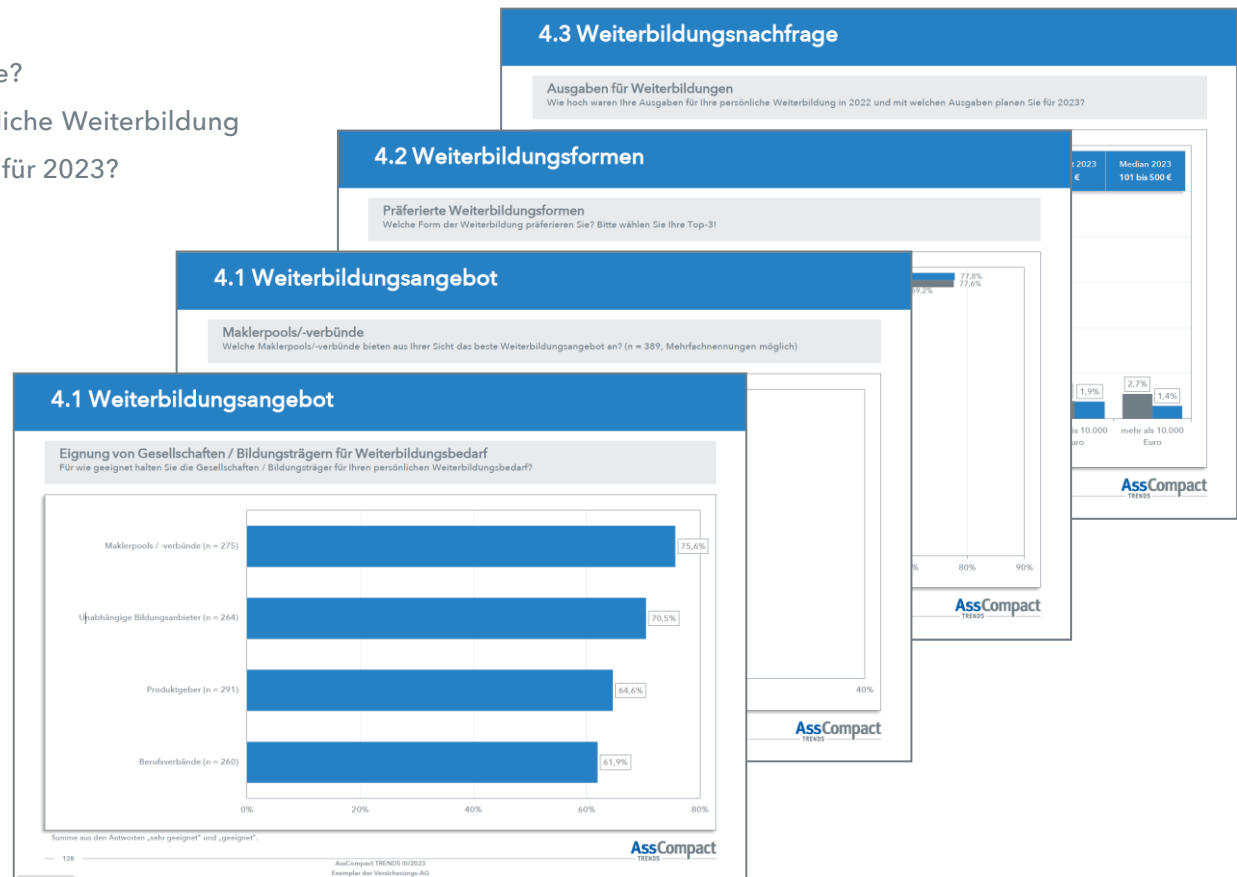 e?
liche Weiterbildung
für 2023?
4.3 Weiterbildungsnachfrage
Ausgaben für Weiterbildungen
Wie hoch waren Ihre Ausgaben für Ihre persönliche Weiterbildung in 2022 und mit welchen Ausgaben planen Sie für 2023?
2023
€
Median 2023
101 bis 500 €
1,9%
2,7%
1,4%
is 10.000
uro
mehr als 10.000
Euro
AssCompact
TRENDS
4.2 Weiterbildungsformen
Präferierte Weiterbildungsformen
Welche Form der Weiterbildung präferieren Sie? Bitte wählen Sie Ihre Top-3!
77,8%
77,6%
69,2%
%
80%
90%
AssCompact
TRENDS
4.1 Weiterbildungsangebot
Maklerpools/-verbünde
Welche Maklerpools/-verbünde bieten aus Ihrer Sicht das beste Weiterbildungsangebot an? (n = 389, Mehrfachnennungen möglich)
40%
AssCompact
TRENDS
4.1 Weiterbildungsangebot
Eignung von Gesellschaften / Bildungsträgern für Weiterbildungsbedarf
Für wie geeignet halten Sie die Gesellschaften / Bildungsträger für Ihren persönlichen Weiterbildungsbedarf?
Maklerpools / -verbünde (n = 275)
75,6%
Unabhängige Bildungsanbieter (n = 264)
70,5%
Produktgeber (n = 291)
64,6%
Berufsverbände (n = 260)
61,9%
0%
20%
40%
60%
80%
Summe aus den Antworten „sehr geeignet" und „geeignet".
AssCompact
TRENDS
128
AssCompact TRENDS III/2023
Exemplar der Versicherungs-AG